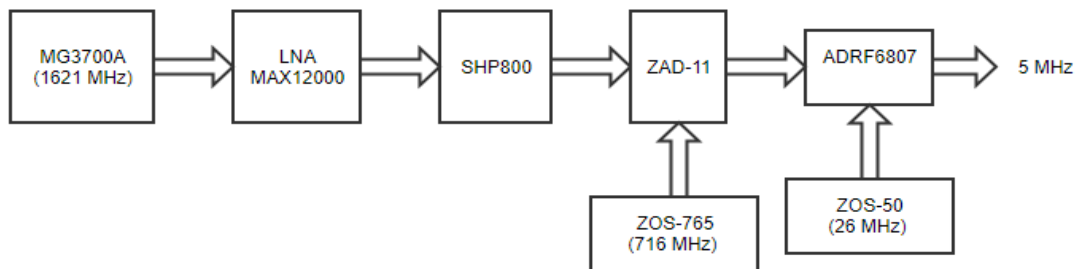 MG3700A
(1621 MHz)
LNA
MAX12000
SHP800
ZAD-11
ADRF6807
5 MHz
ZOS-765
(716 MHz)
ZOS-50
(26 MHz)